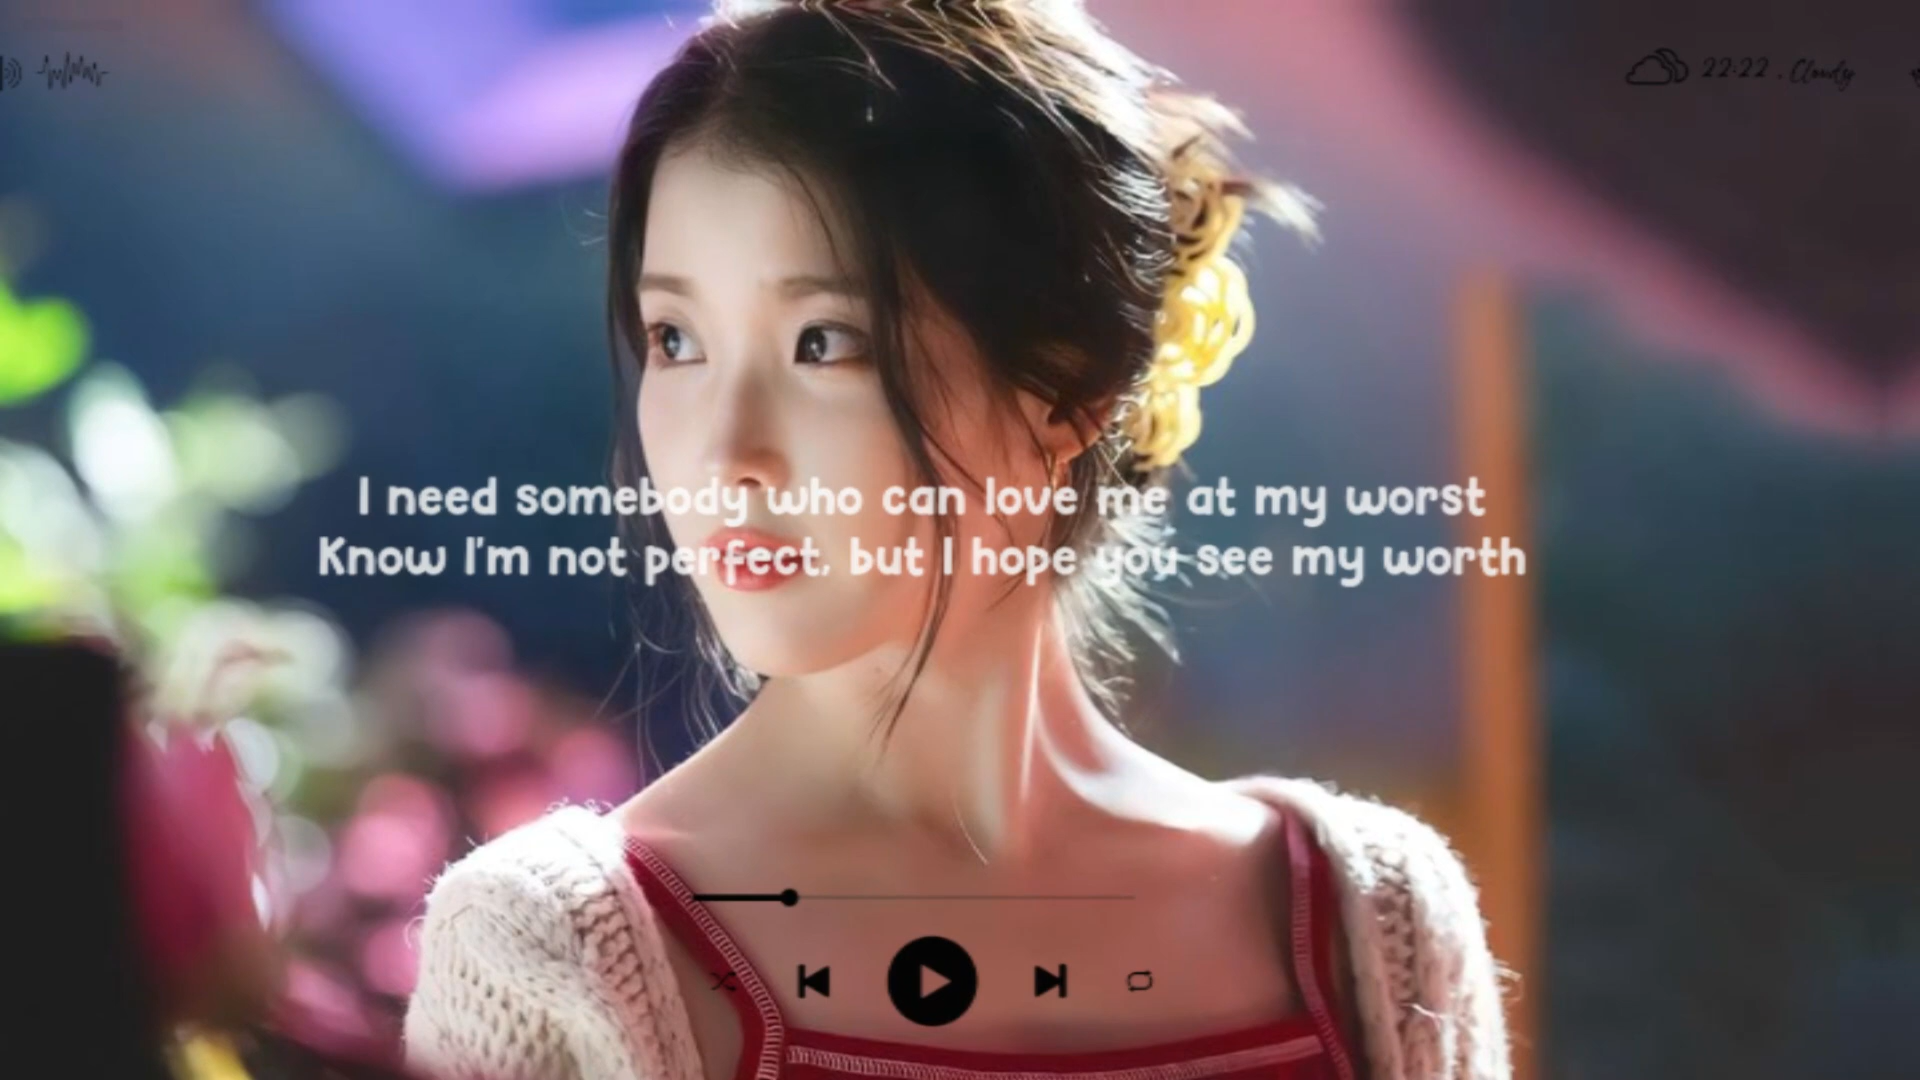 22:22 . Cloudy
I need somebody who can love me at my worst
Know I'm not perfect, but I hope you see my worth